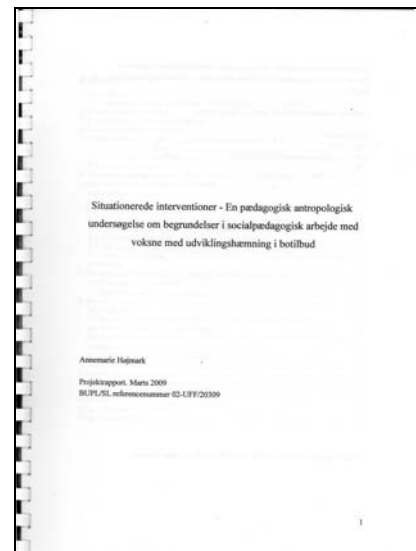 Situationerede interventioner - En pædagogisk antropologisk
undersøgelse om begrundelser i socialpædagogisk arbejde med
voksne med udviklingshæmning i botilbud
Annemarie Højmark
Projektrapport. Marts 2009
BUPL/SL referencenummer 02-UFF/20309
1